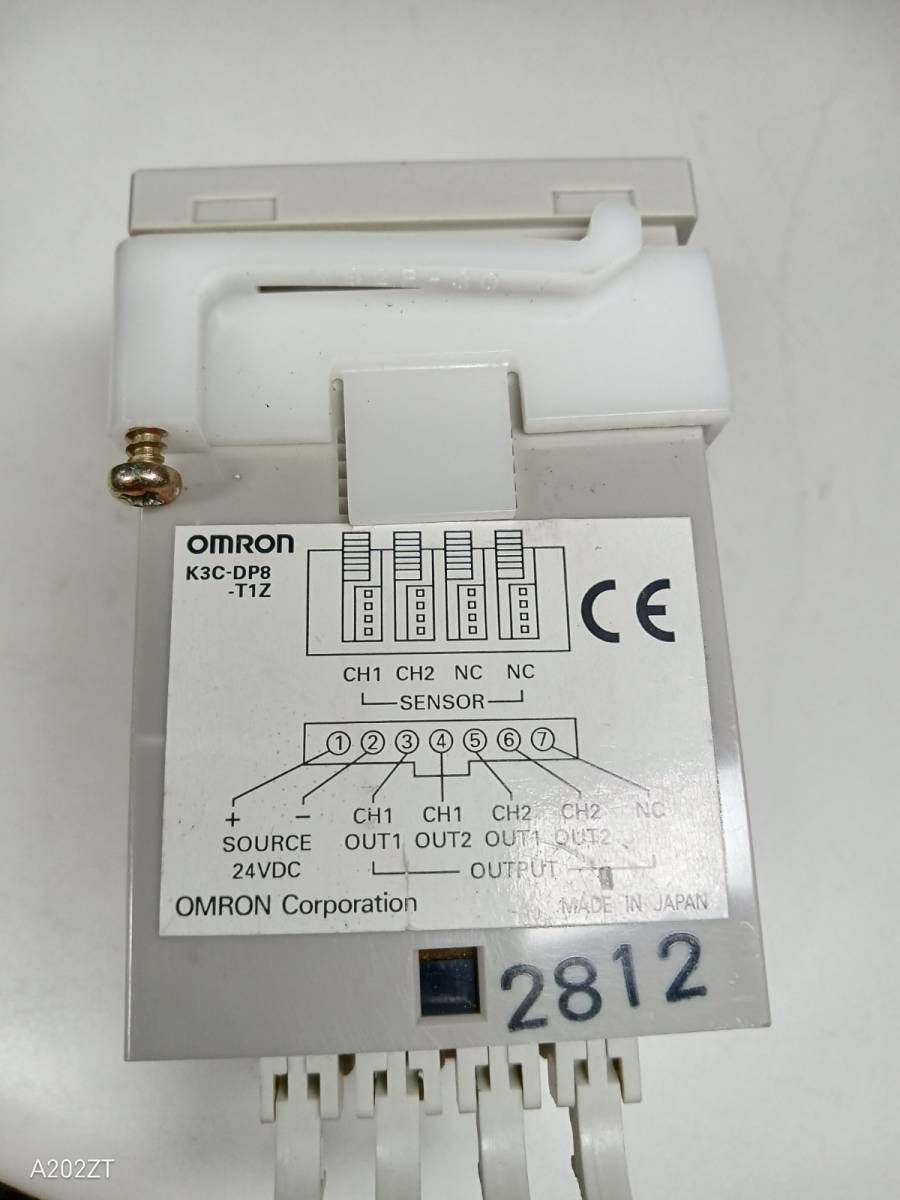 OMRON
K3C-DP8
-T1Z
CE
CH1 CH2 NC NC
SENSOR
1 2 3 4 5 6 7
+ − CH1 CH1 CH2 CH2 NC
SOURCE OUT1 OUT2 OUT1 OUT2
24VDC OUTPUT
OMRON Corporation MADE IN JAPAN
2812
A202ZT